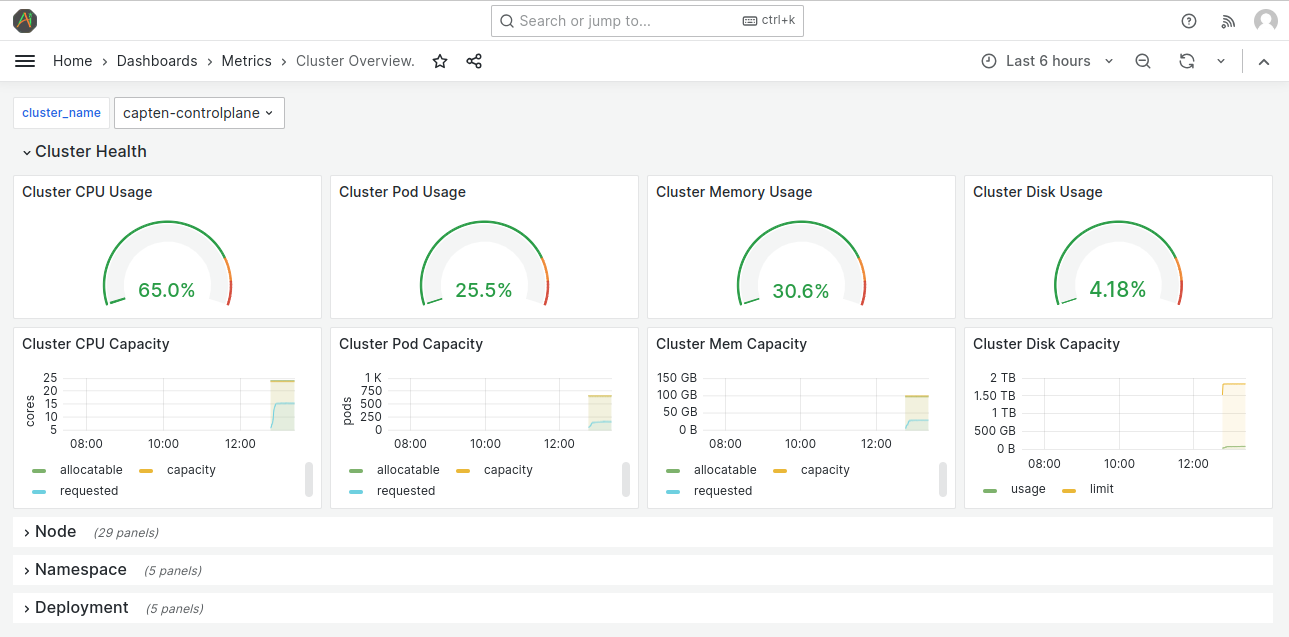 Ai
Search or jump to... ctrl+k
Home › Dashboards › Metrics › Cluster Overview.
Last 6 hours
cluster_name capten-controlplane
Cluster Health
Cluster CPU Usage
65.0%
Cluster Pod Usage
25.5%
Cluster Memory Usage
30.6%
Cluster Disk Usage
4.18%
Cluster CPU Capacity
cores
25
20
15
10
5
08:00 10:00 12:00
allocatable capacity
requested
Cluster Pod Capacity
pods
1 K
750
500
250
0
08:00 10:00 12:00
allocatable capacity
requested
Cluster Mem Capacity
150 GB
100 GB
50 GB
0 B
08:00 10:00 12:00
allocatable capacity
requested
Cluster Disk Capacity
2 TB
1.50 TB
1 TB
500 GB
0 B
08:00 10:00 12:00
usage limit
Node (29 panels)
Namespace (5 panels)
Deployment (5 panels)